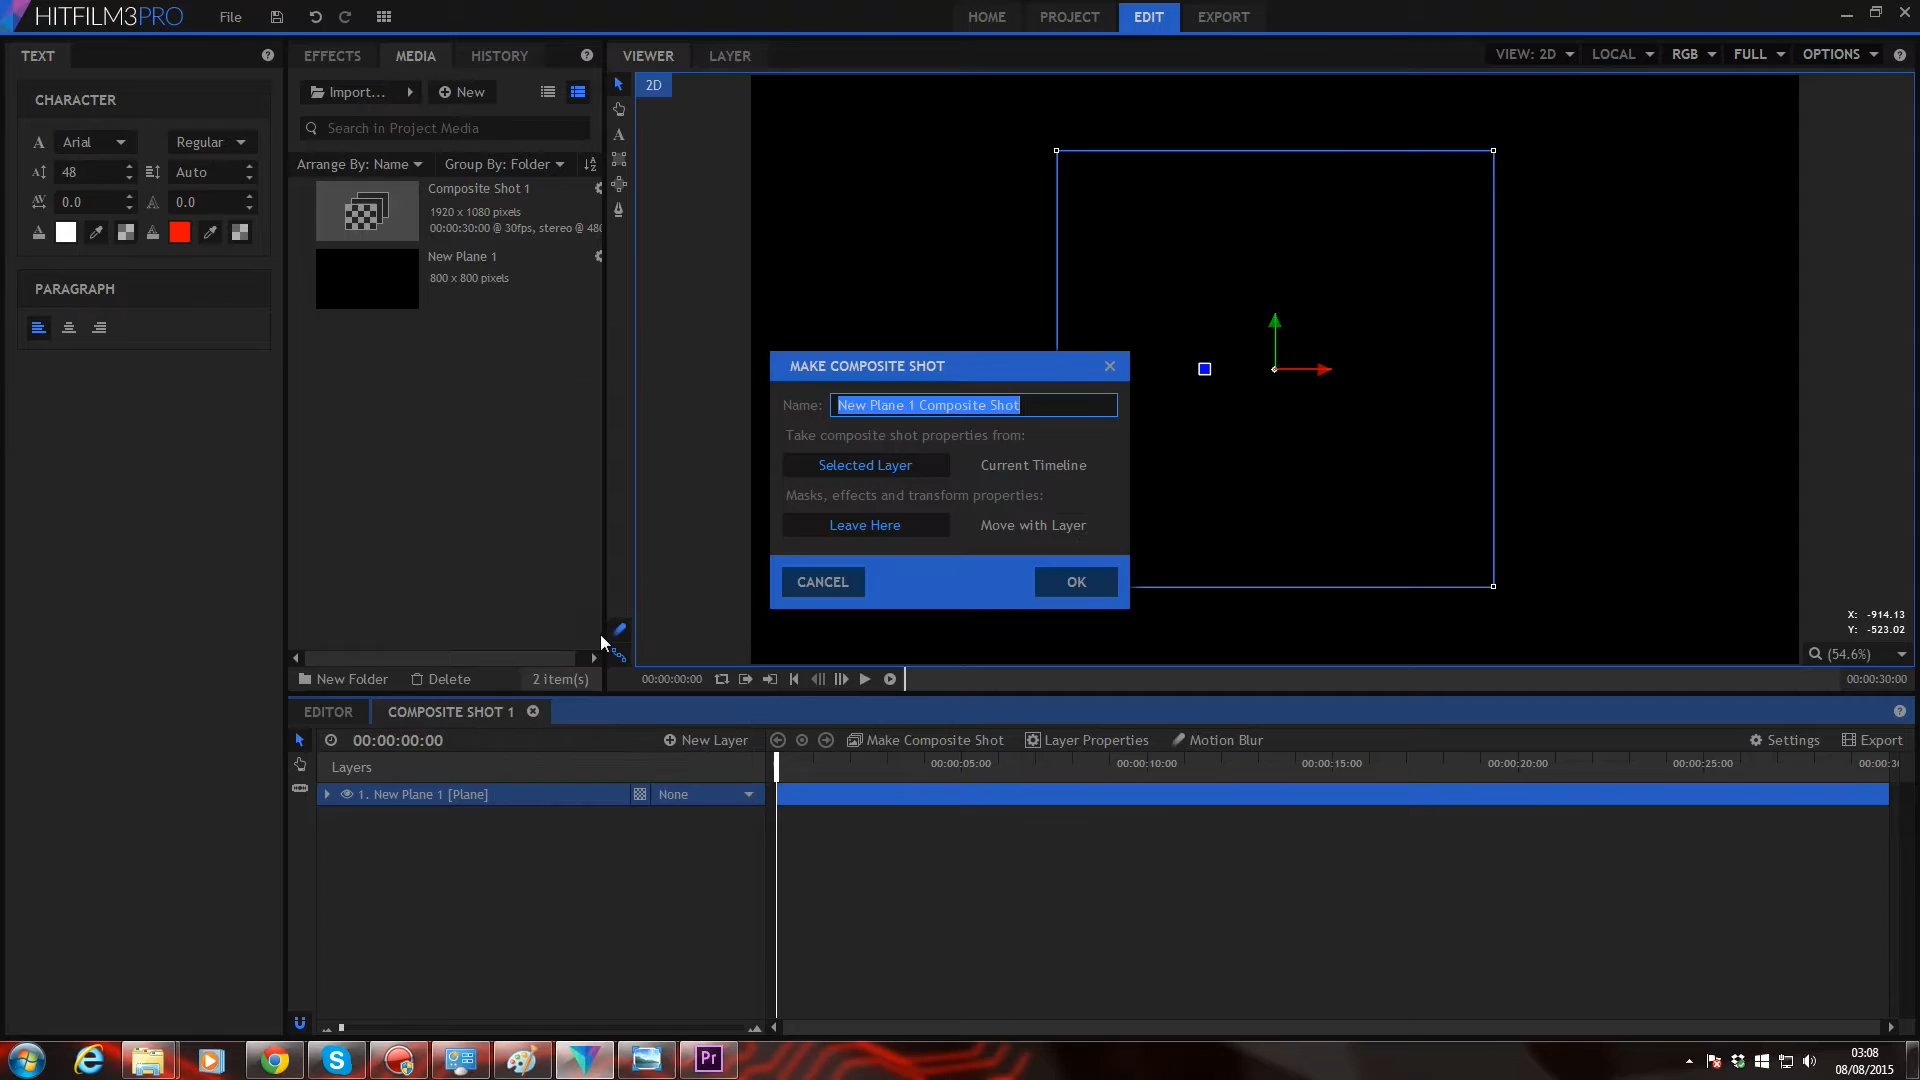 HITFILM3PRO File HOME PROJECT EDIT EXPORT
TEXT EFFECTS MEDIA HISTORY VIEWER LAYER VIEW: 2D LOCAL RGB FULL OPTIONS
CHARACTER Import... New 2D
Arial Regular Search in Project Media
48 Auto Arrange By: Name Group By: Folder
0.0 0.0 Composite Shot 1
1920 x 1080 pixels
00:00:30:00 @ 30fps, stereo @ 480
New Plane 1
800 x 800 pixels
PARAGRAPH
MAKE COMPOSITE SHOT
Name: New Plane 1 Composite Shot
Take composite shot properties from:
Selected Layer Current Timeline
Masks, effects and transform properties:
Leave Here Move with Layer
CANCEL OK
X: -914.13
Y: -523.02
(54.6%)
New Folder Delete 2 item(s) 00:00:00:00 00:00:30:00
EDITOR COMPOSITE SHOT 1
00:00:00:00 New Layer Make Composite Shot Layer Properties Motion Blur Settings Export
Layers 00:00:05:00 00:00:10:00 00:00:15:00 00:00:20:00 00:00:25:00 00:00:30
1. New Plane 1 [Plane] None
Pr
03:08
08/08/2015